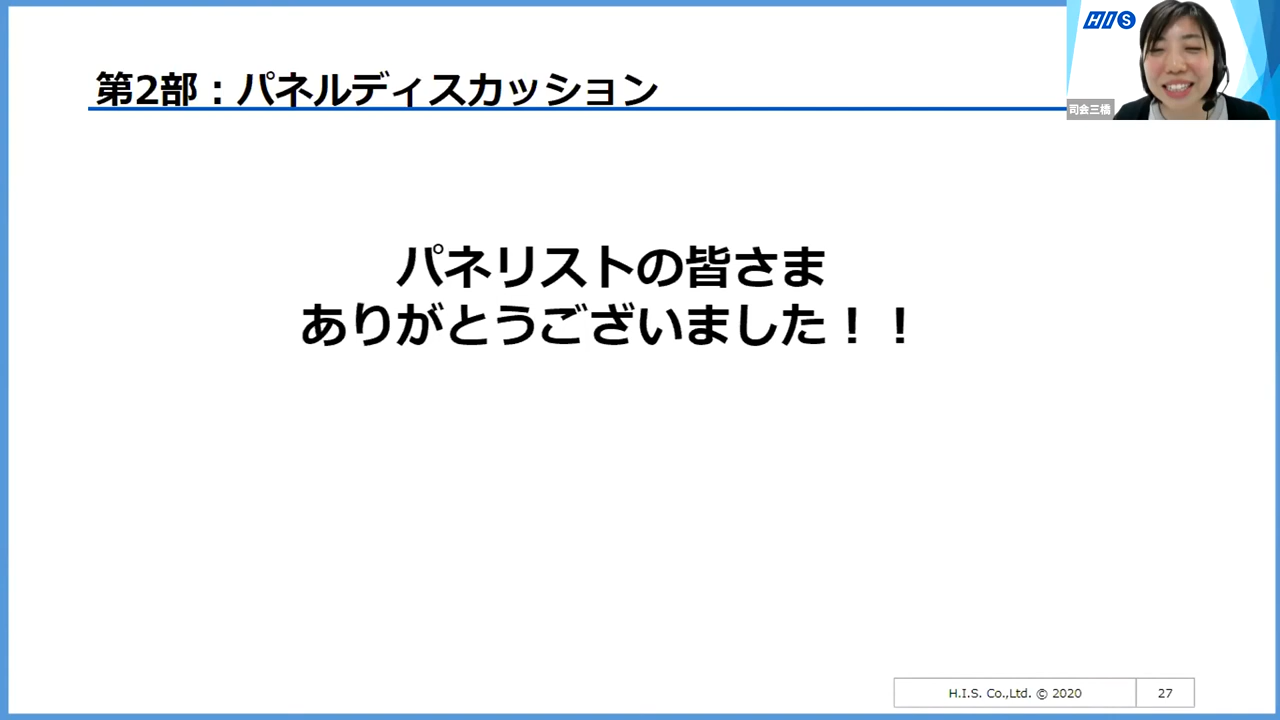 HIS
第2部：パネルディスカッション
司会三橋
パネリストの皆さま
ありがとうございました！！
H.I.S. Co.,Ltd. © 2020
27